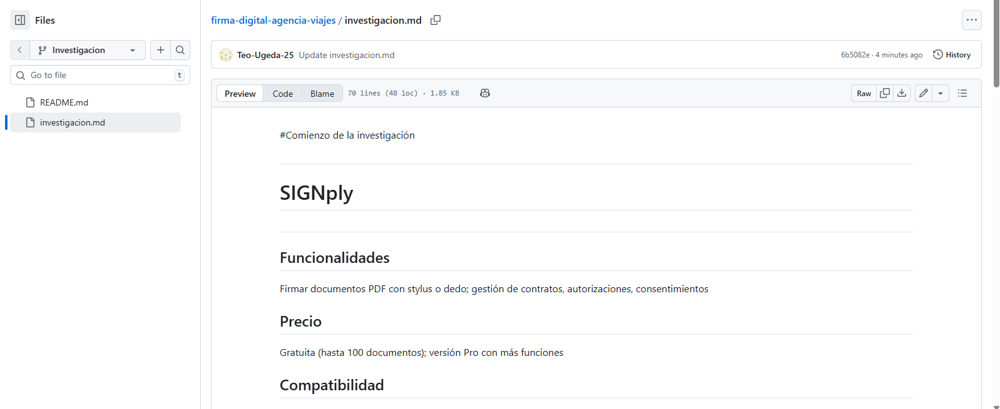 Files
firma-digital-agencia-viajes / investigacion.md
Investigacion
Go to file
t
README.md
investigacion.md
Teo-Ugeda-25 Update investigacion.md
6b5082e · 4 minutes ago
History
Preview
Code
Blame
70 lines (48 loc) · 1.85 KB
Raw
#Comienzo de la investigación
SIGNply
Funcionalidades
Firmar documentos PDF con stylus o dedo; gestión de contratos, autorizaciones, consentimientos
Precio
Gratuita (hasta 100 documentos); versión Pro con más funciones
Compatibilidad